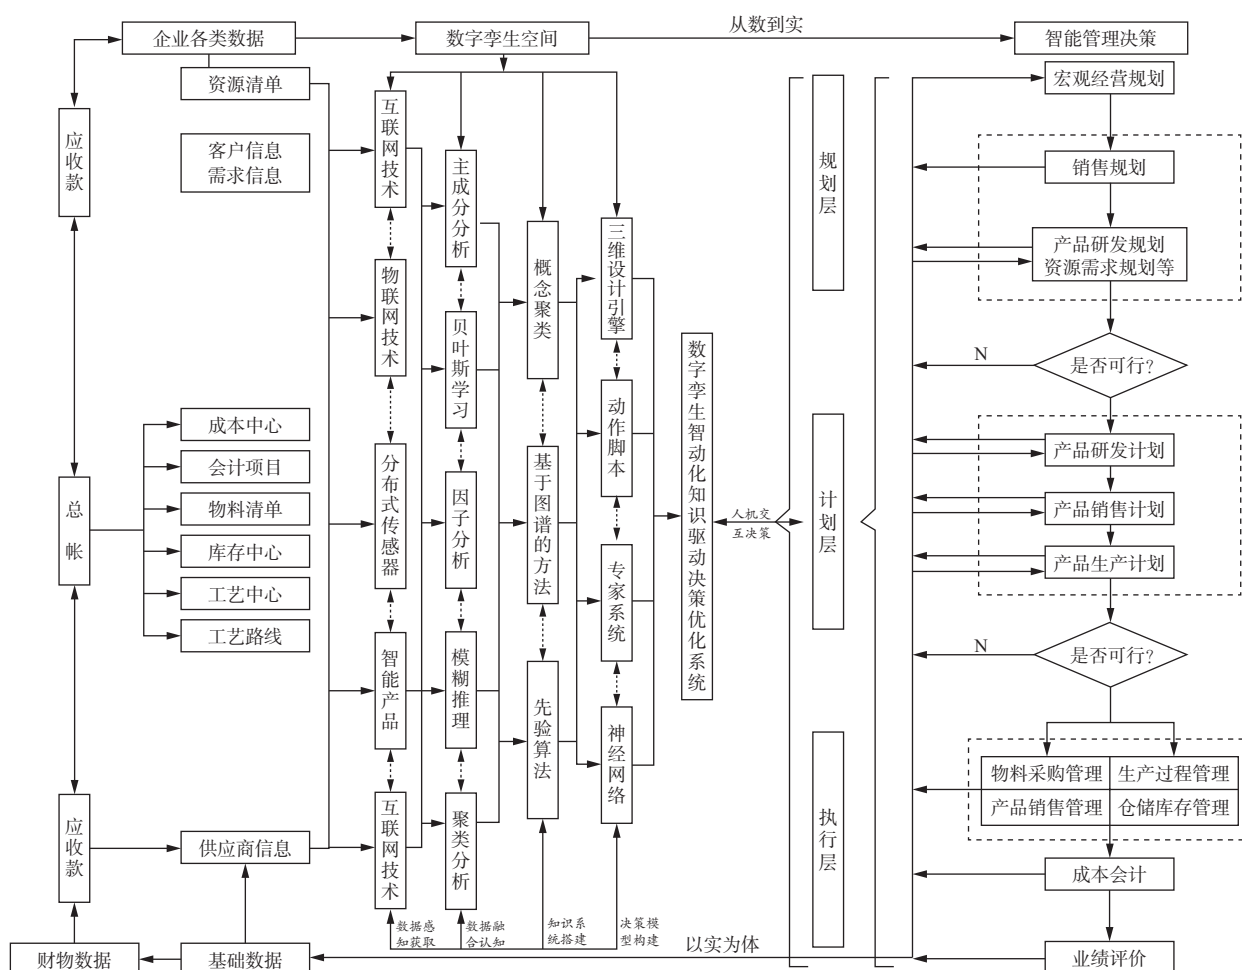 企业各类数据
数字孪生空间
从数到实
智能管理决策
资源清单
客户信息
需求信息
应收款
总帐
应收款
成本中心
会计项目
物料清单
库存中心
工艺中心
工艺路线
供应商信息
财物数据
基础数据
互联网技术
物联网技术
分布式传感器
智能产品
互联网技术
主成分分析
贝叶斯学习
因子分析
模糊推理
聚类分析
概念聚类
基于图谱的方法
先验算法
三维设计引擎
动作脚本
专家系统
神经网络
数据感
知获取
数据融
合认知
知识系
统搭建
决策模
型构建
数字孪生智动化知识驱动决策优化系统
人机交
互决策
规划层
计划层
执行层
以实为体
宏观经营规划
销售规划
产品研发规划
资源需求规划等
N
是否可行?
产品研发计划
产品销售计划
产品生产计划
N
是否可行?
物料采购管理
生产过程管理
产品销售管理
仓储库存管理
成本会计
业绩评价